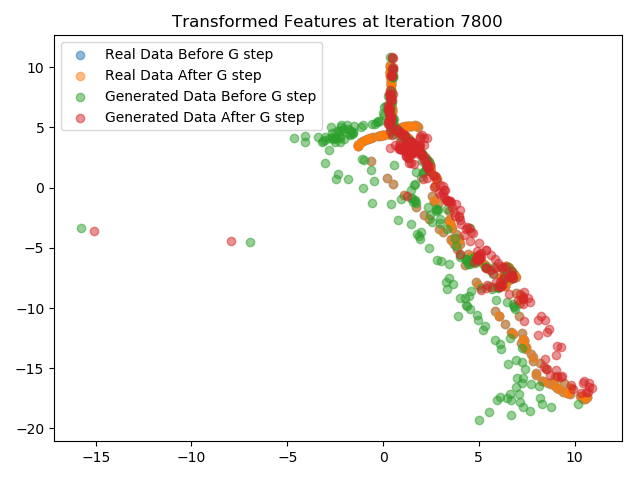 Transformed Features at Iteration 7800
Real Data Before G step
Real Data After G step
Generated Data Before G step
Generated Data After G step
10
5
0
−5
−10
−15
−20
−15
−10
−5
0
5
10